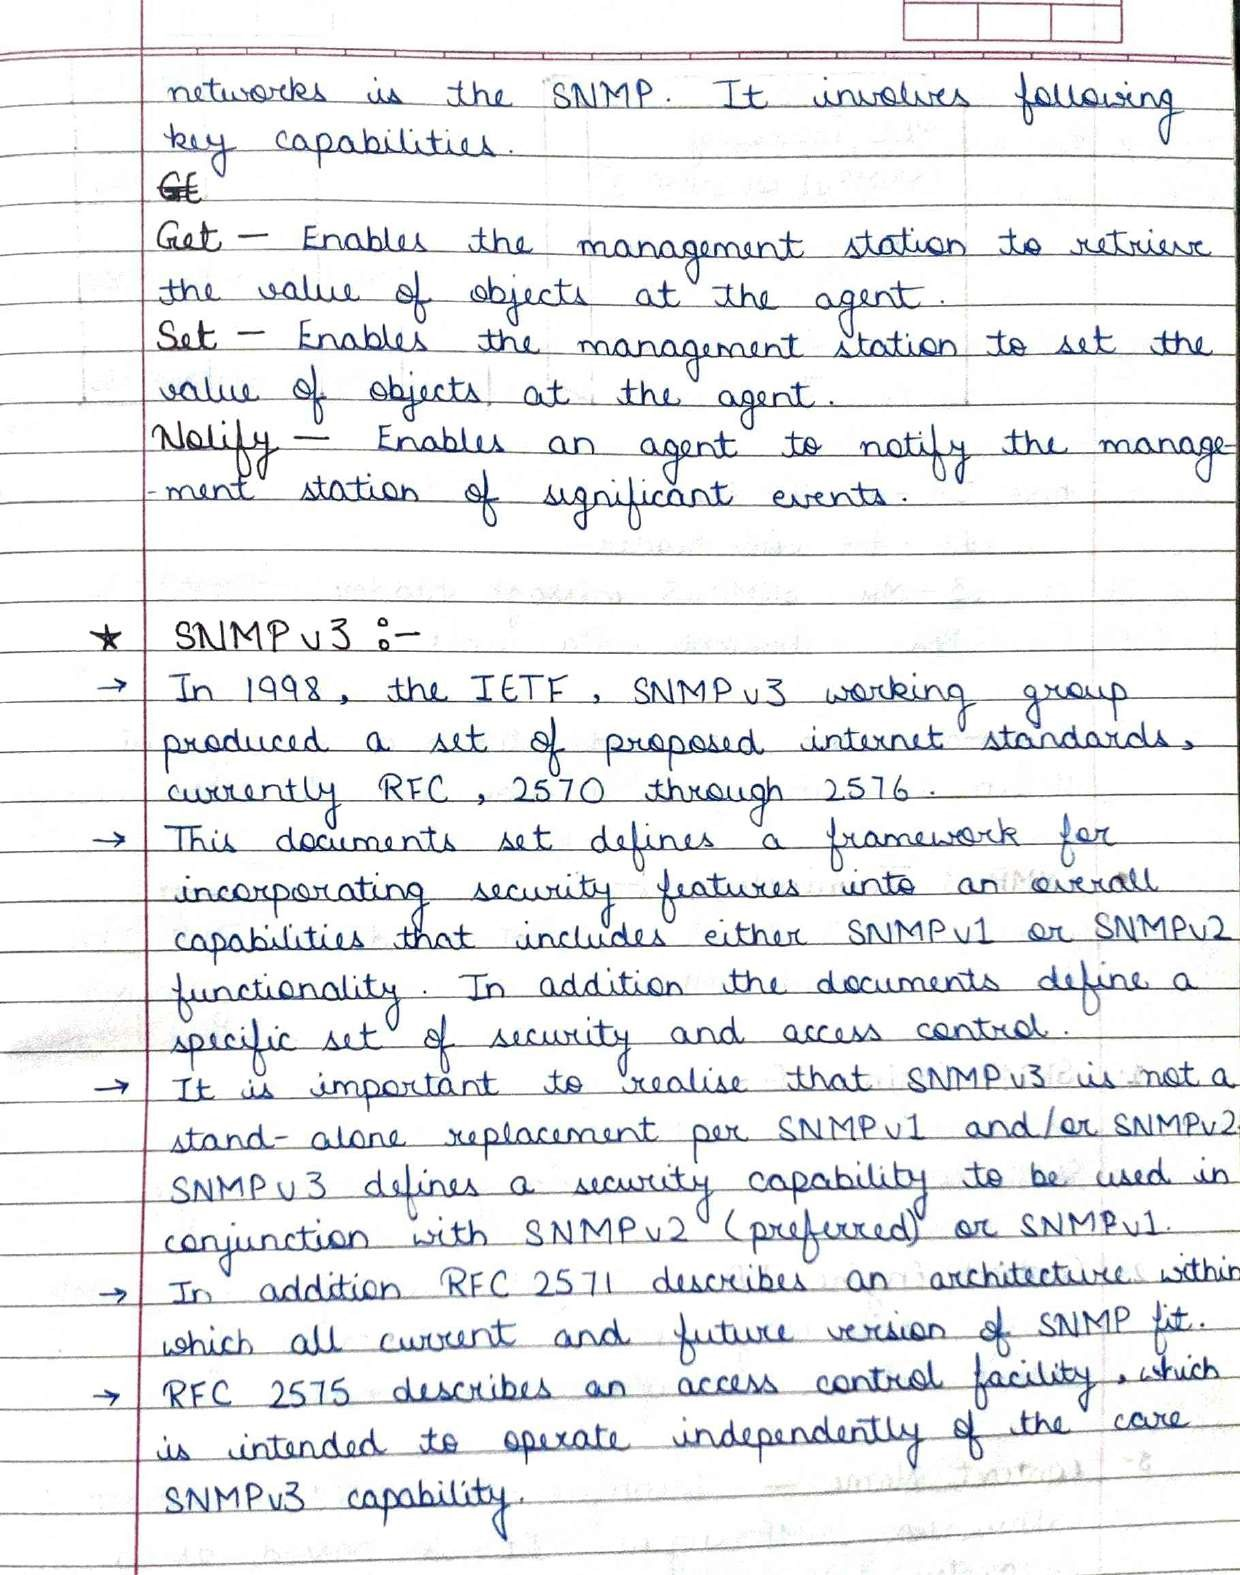 networks is the SNMP. It involves following
key capabilities.
GE
Get — Enables the management station to retrieve
the value of objects at the agent.
Set — Enables the management station to set the
value of objects at the agent.
Notify — Enables an agent to notify the manage-
-ment station of significant events.
★ SNMPv3 :-
→ In 1998, the IETF, SNMPv3 working group
produced a set of proposed internet standards,
currently RFC, 2570 through 2576.
→ This documents set defines a framework for
incorporating security features into an overall
capabilities that includes either SNMPv1 or SNMPv2
functionality. In addition the documents define a
specific set of security and access control.
→ It is important to realise that SNMPv3 is not a
stand-alone replacement per SNMPv1 and/or SNMPv2.
SNMPv3 defines a security capability to be used in
conjunction with SNMPv2 (preferred) or SNMPv1.
→ In addition RFC 2571 describes an architecture within
which all current and future version of SNMP fit.
→ RFC 2575 describes an access control facility, which
is intended to operate independently of the care
SNMPv3 capability.